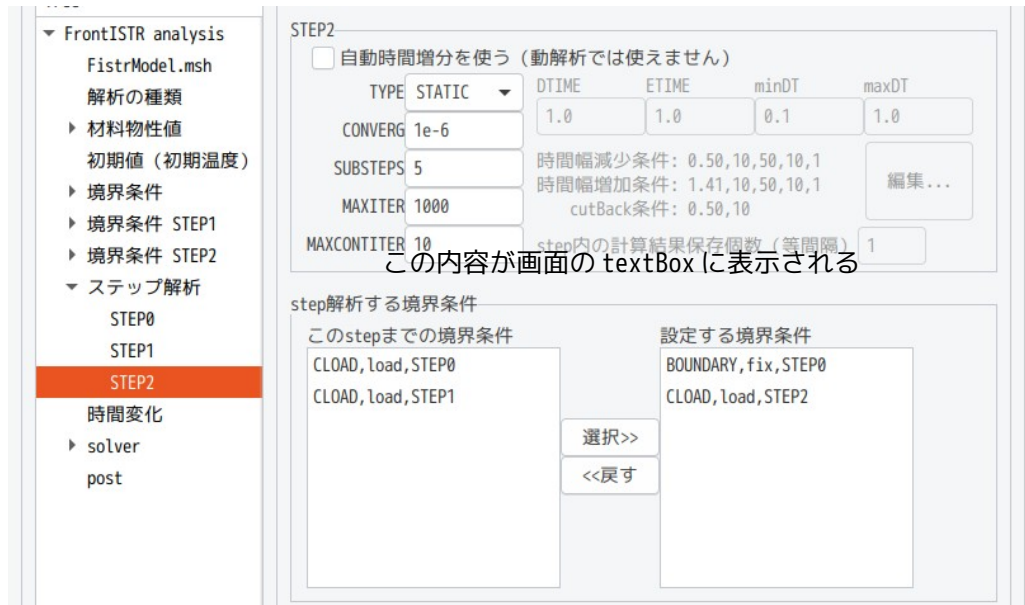 FrontISTR analysis
FistrModel.msh
解析の種類
材料物性値
初期値（初期温度）
境界条件
境界条件 STEP1
境界条件 STEP2
ステップ解析
STEP0
STEP1
STEP2
時間変化
solver
post
STEP2
自動時間増分を使う（動解析では使えません）
TYPE STATIC DTIME ETIME minDT maxDT
1.0 1.0 0.1 1.0
CONVERG 1e-6
SUBSTEPS 5
時間幅減少条件: 0.50,10,50,10,1
時間幅増加条件: 1.41,10,50,10,1
cutBack条件: 0.50,10
編集...
MAXITER 1000
MAXCONTITER 10 step内の計算結果保存個数（等間隔） 1
この内容が画面の textBox に表示される
step解析する境界条件
このstepまでの境界条件
CLOAD,load,STEP0
CLOAD,load,STEP1
選択>>
<<戻す
設定する境界条件
BOUNDARY,fix,STEP0
CLOAD,load,STEP2